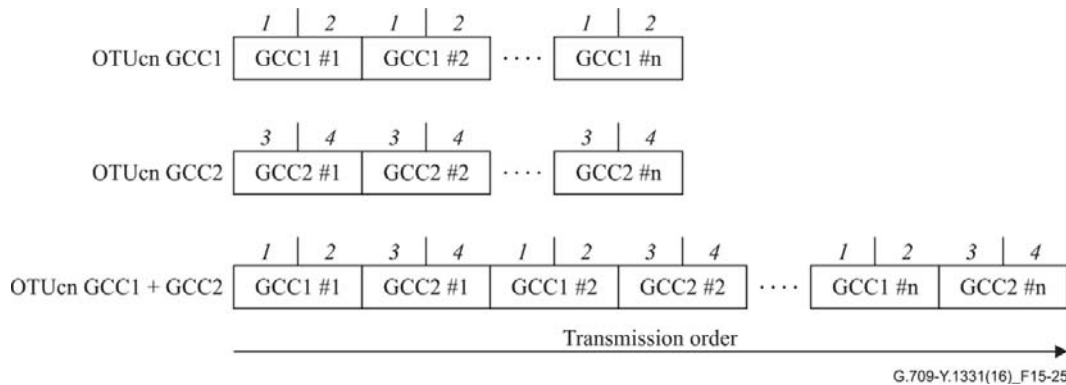 1 2 1 2 1 2
OTUcn GCC1 GCC1 #1 GCC1 #2 .... GCC1 #n
3 4 3 4 3 4
OTUcn GCC2 GCC2 #1 GCC2 #2 .... GCC2 #n
1 2 3 4 1 2 3 4 1 2 3 4
OTUcn GCC1 + GCC2 GCC1 #1 GCC2 #1 GCC1 #2 GCC2 #2 .... GCC1 #n GCC2 #n
Transmission order
G.709-Y.1331(16)_F15-25